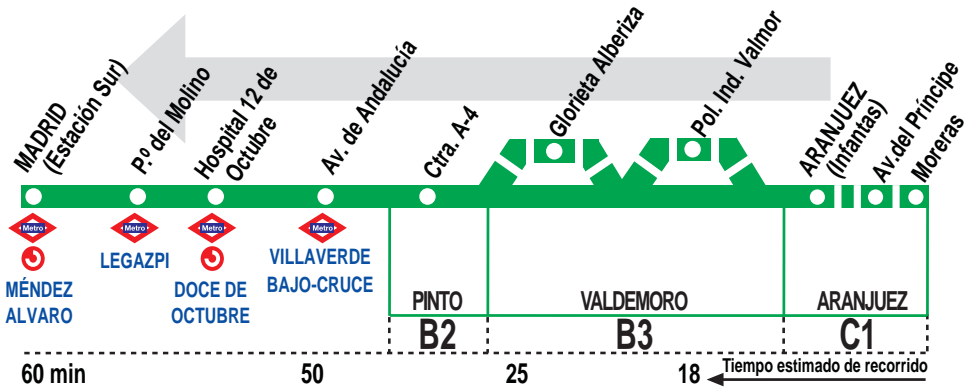 MADRID
(Estación Sur)
P.º del Molino
Hospital 12 de
Octubre
Av. de Andalucía
Ctra. A-4
Glorieta Alberiza
Pol. Ind. Valmor
ARANJUEZ
(Infantas)
Av.del Príncipe
Moreras
Metro
Metro
Metro
Metro
MÉNDEZ
ALVARO
LEGAZPI
DOCE DE
OCTUBRE
VILLAVERDE
BAJO-CRUCE
PINTO
VALDEMORO
ARANJUEZ
B2
B3
C1
60 min
50
25
18
Tiempo estimado de recorrido